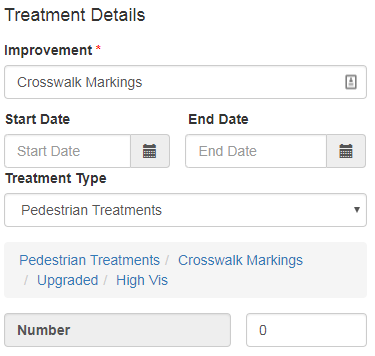 Treatment Details
Improvement *
Crosswalk Markings
Start Date End Date
Start Date End Date
Treatment Type
Pedestrian Treatments
Pedestrian Treatments / Crosswalk Markings
/ Upgraded / High Vis
Number 0